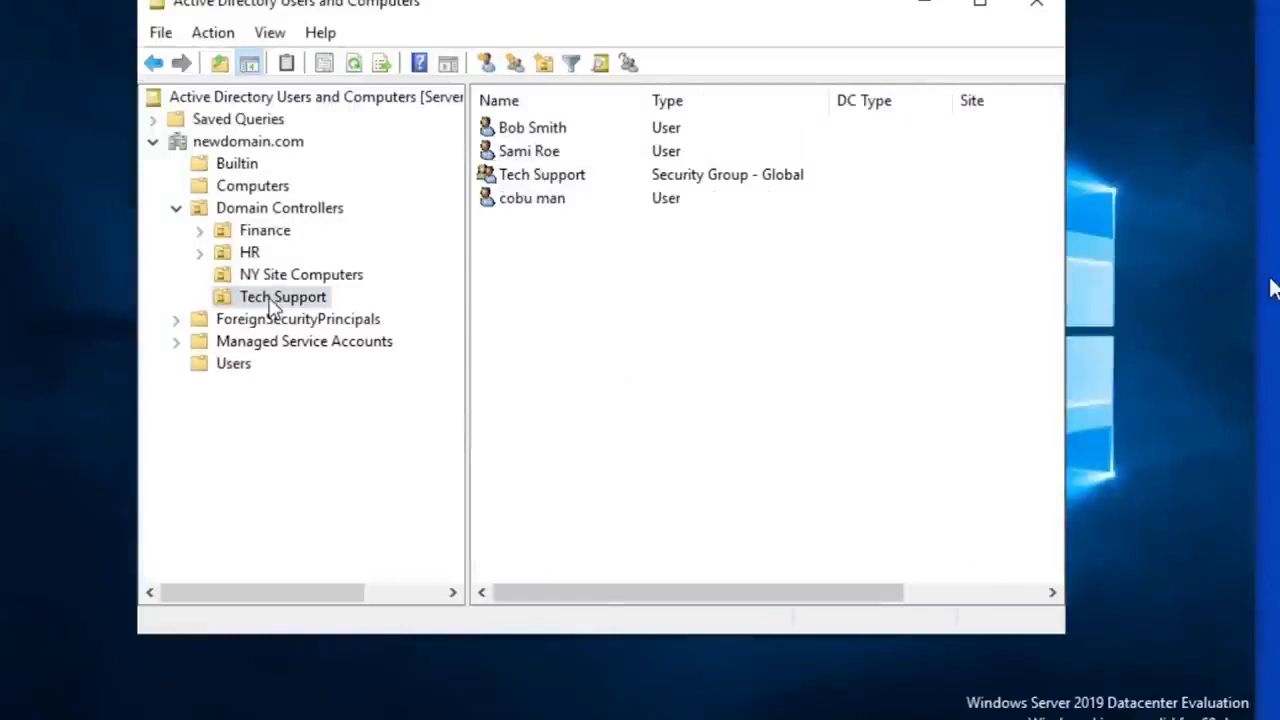 Active Directory Users and Computers
File Action View Help
Active Directory Users and Computers [Server
Saved Queries
newdomain.com
Builtin
Computers
Domain Controllers
Finance
HR
NY Site Computers
Tech Support
ForeignSecurityPrincipals
Managed Service Accounts
Users
Name Type DC Type Site
Bob Smith User
Sami Roe User
Tech Support Security Group - Global
cobu man User
Windows Server 2019 Datacenter Evaluation